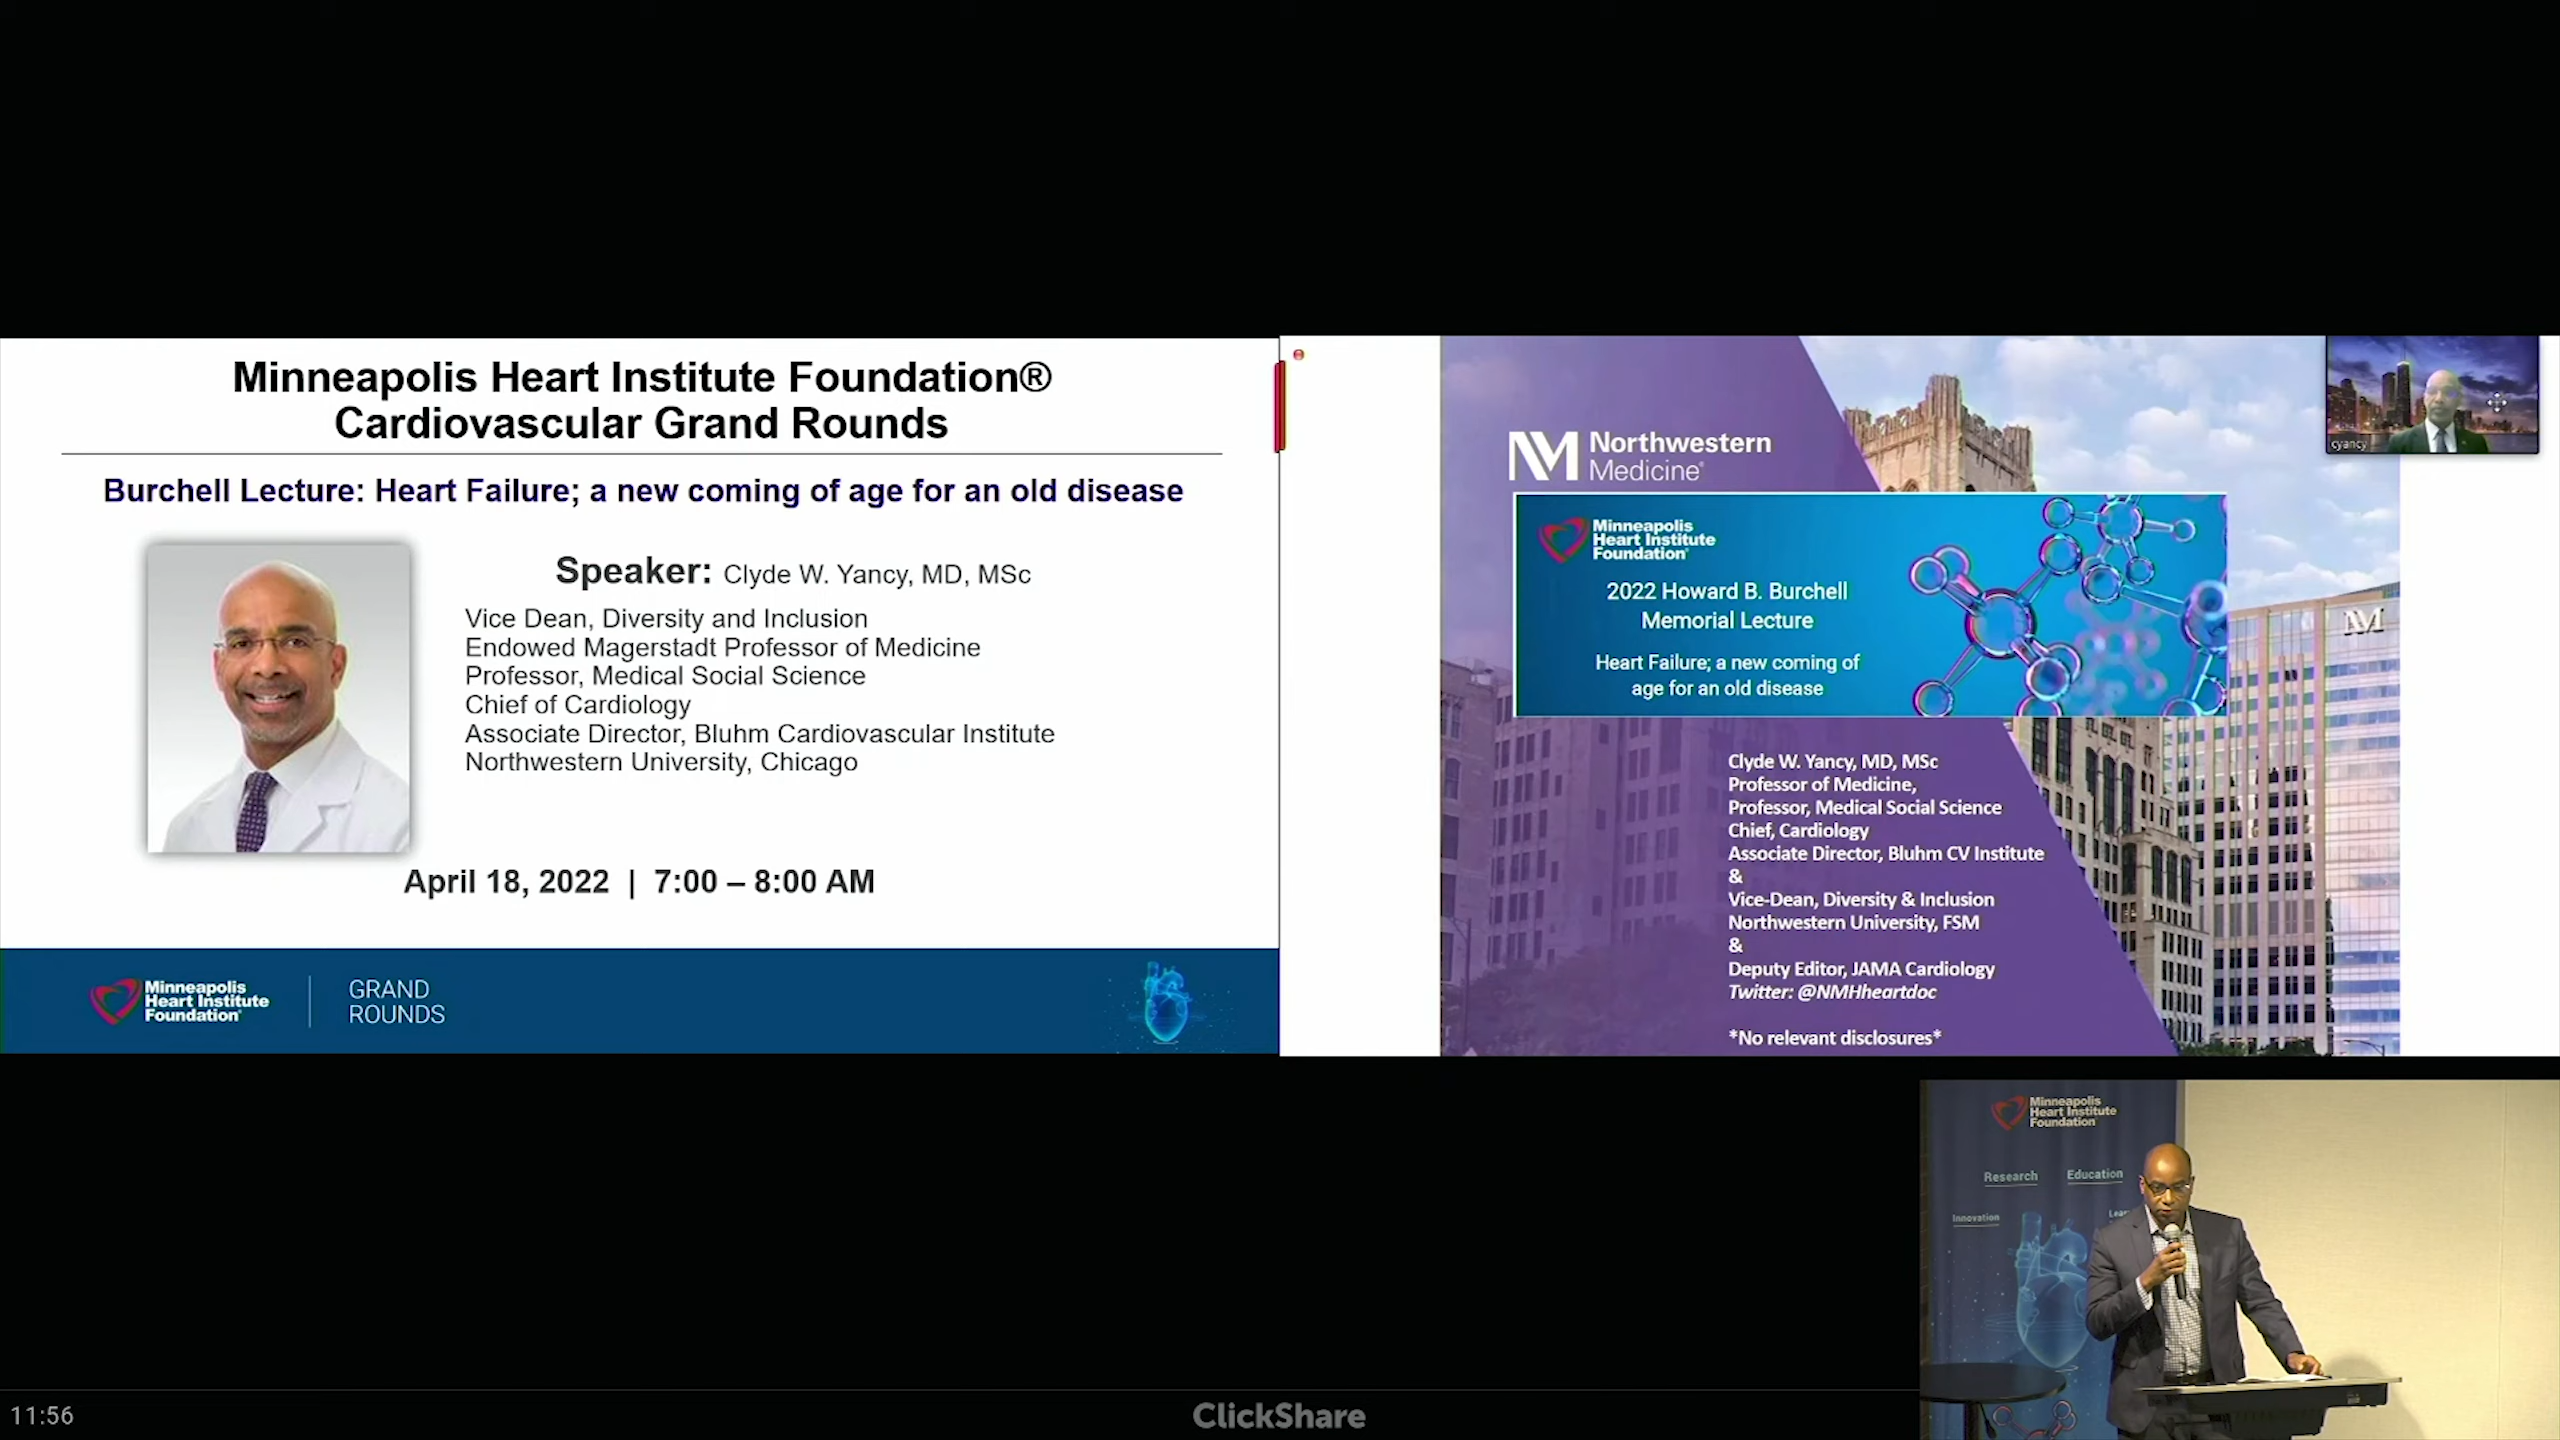 Minneapolis Heart Institute Foundation®
Cardiovascular Grand Rounds
Burchell Lecture: Heart Failure; a new coming of age for an old disease
Speaker: Clyde W. Yancy, MD, MSc
Vice Dean, Diversity and Inclusion
Endowed Magerstadt Professor of Medicine
Professor, Medical Social Science
Chief of Cardiology
Associate Director, Bluhm Cardiovascular Institute
Northwestern University, Chicago
April 18, 2022 | 7:00 – 8:00 AM
Minneapolis
Heart Institute
Foundation®
GRAND
ROUNDS
Northwestern
Medicine®
cyancy
Minneapolis
Heart Institute
Foundation®
2022 Howard B. Burchell
Memorial Lecture
Heart Failure; a new coming of
age for an old disease
NM
Clyde W. Yancy, MD, MSc
Professor of Medicine,
Professor, Medical Social Science
Chief, Cardiology
Associate Director, Bluhm CV Institute
&
Vice-Dean, Diversity & Inclusion
Northwestern University, FSM
&
Deputy Editor, JAMA Cardiology
Twitter: @NMHheartdoc
*No relevant disclosures*
Minneapolis
Heart Institute
Foundation®
Research Education
Innovation
11:56
ClickShare